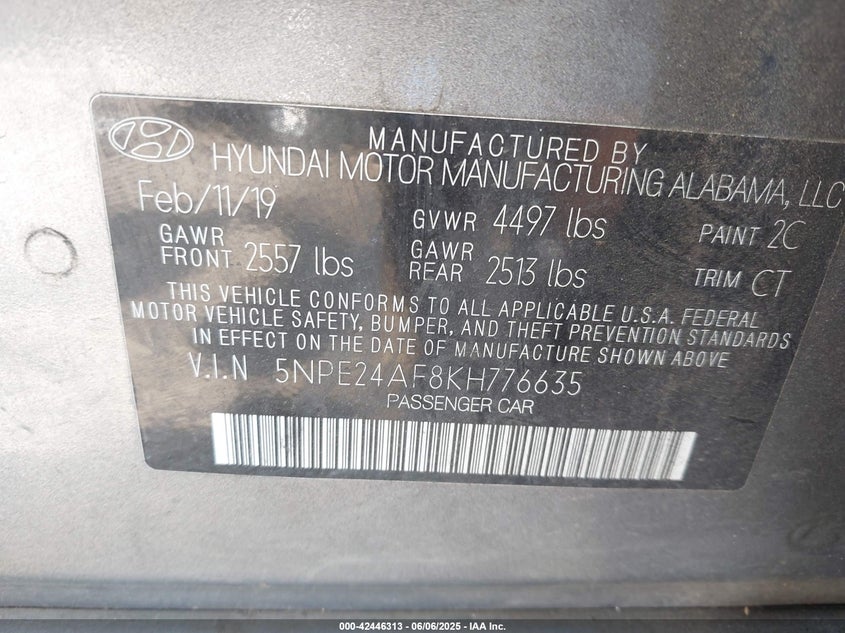 MANUFACTURED BY
HYUNDAI MOTOR MANUFACTURING ALABAMA, LLC
Feb/11/19 GVWR 4497 lbs PAINT 2C
GAWR FRONT 2557 lbs GAWR REAR 2513 lbs TRIM CT
THIS VEHICLE CONFORMS TO ALL APPLICABLE U.S.A. FEDERAL
MOTOR VEHICLE SAFETY, BUMPER, AND THEFT PREVENTION STANDARDS
IN EFFECT ON THE DATE OF MANUFACTURE SHOWN ABOVE
V.I.N 5NPE24AF8KH776635
PASSENGER CAR
000-42446313 - 06/06/2025 - IAA Inc.